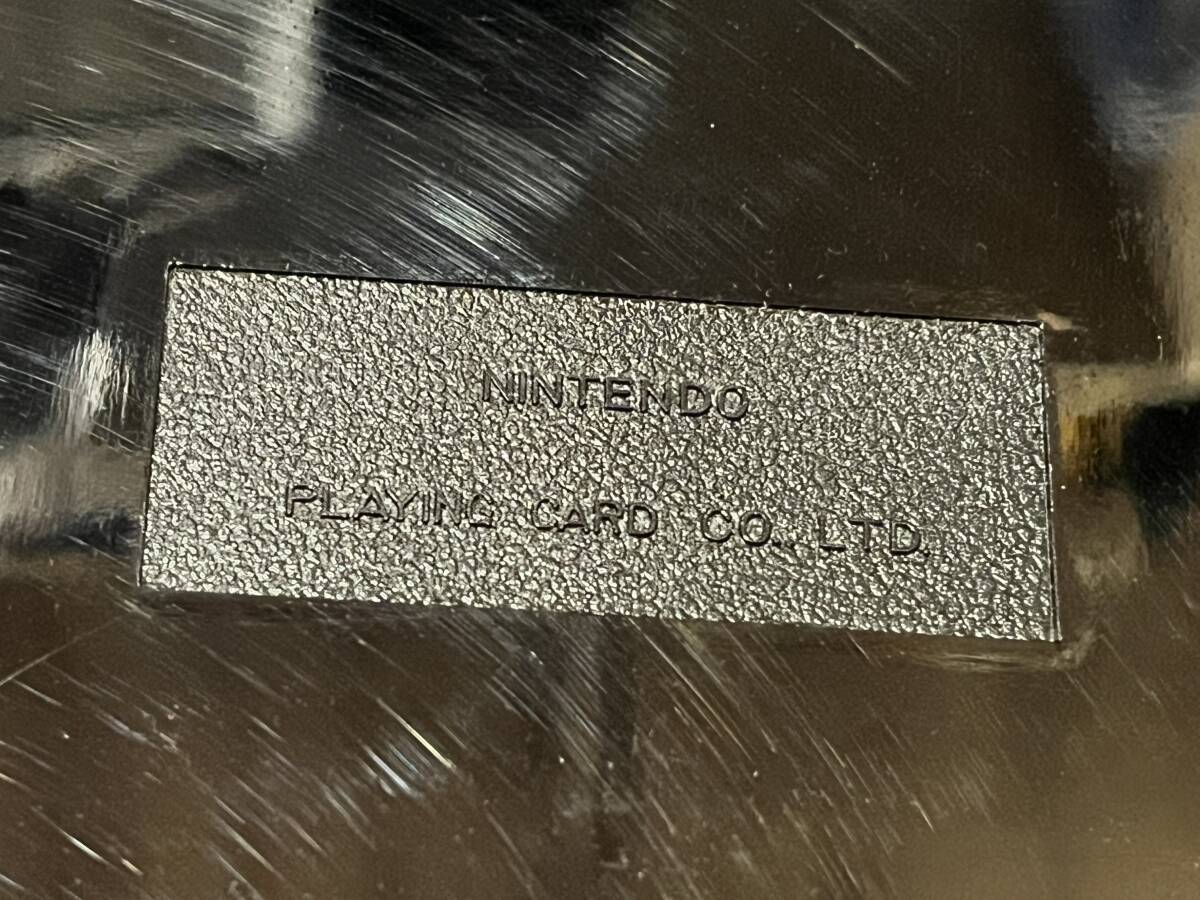 NINTENDO
PLAYING CARD CO. LTD.